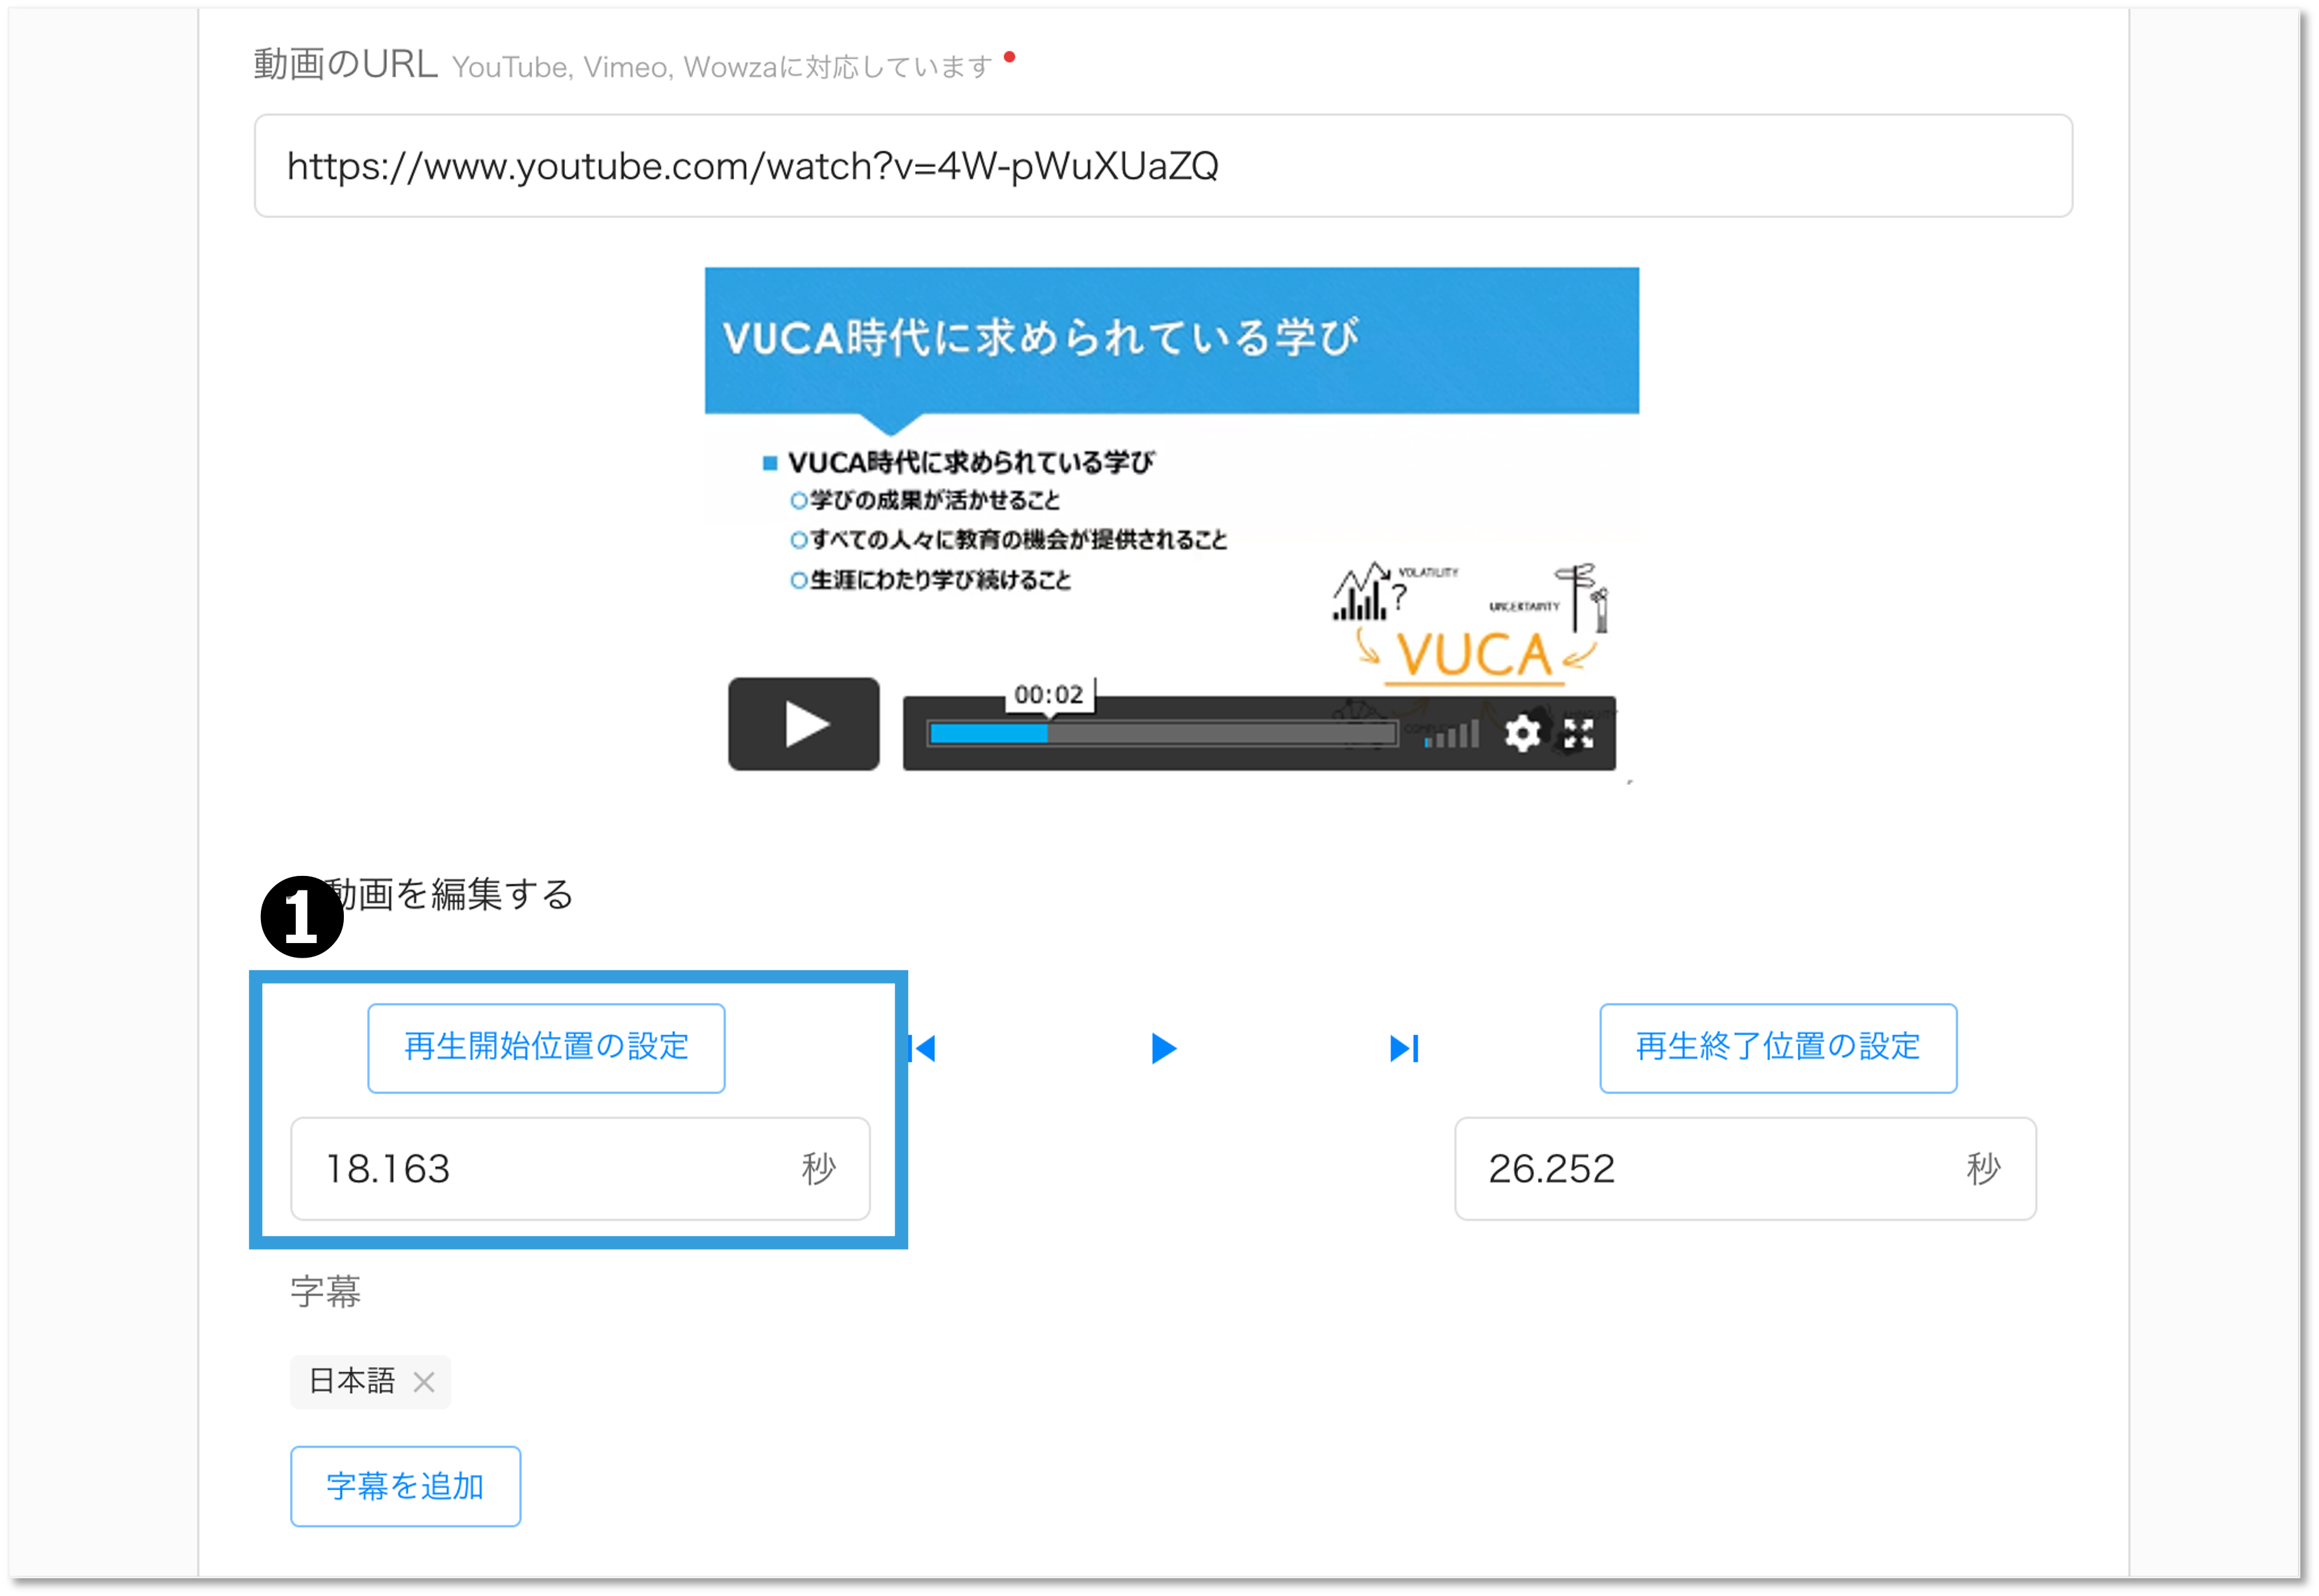 動画のURL YouTube, Vimeo, Wowzaに対応しています
https://www.youtube.com/watch?v=4W-pWuXUaZQ
VUCA時代に求められている学び
VUCA時代に求められている学び
学びの成果が活かせること
すべての人々に教育の機会が提供されること
生涯にわたり学び続けること
VOLATILITY
?
UNCERTAINTY
VUCA
00:02
1
動画を編集する
再生開始位置の設定
再生終了位置の設定
18.163 秒
26.252 秒
字幕
日本語 ×
字幕を追加